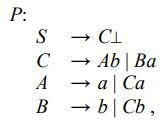 P:
S → C⊥
C → Ab | Ba
A → a | Ca
B → b | Cb ,